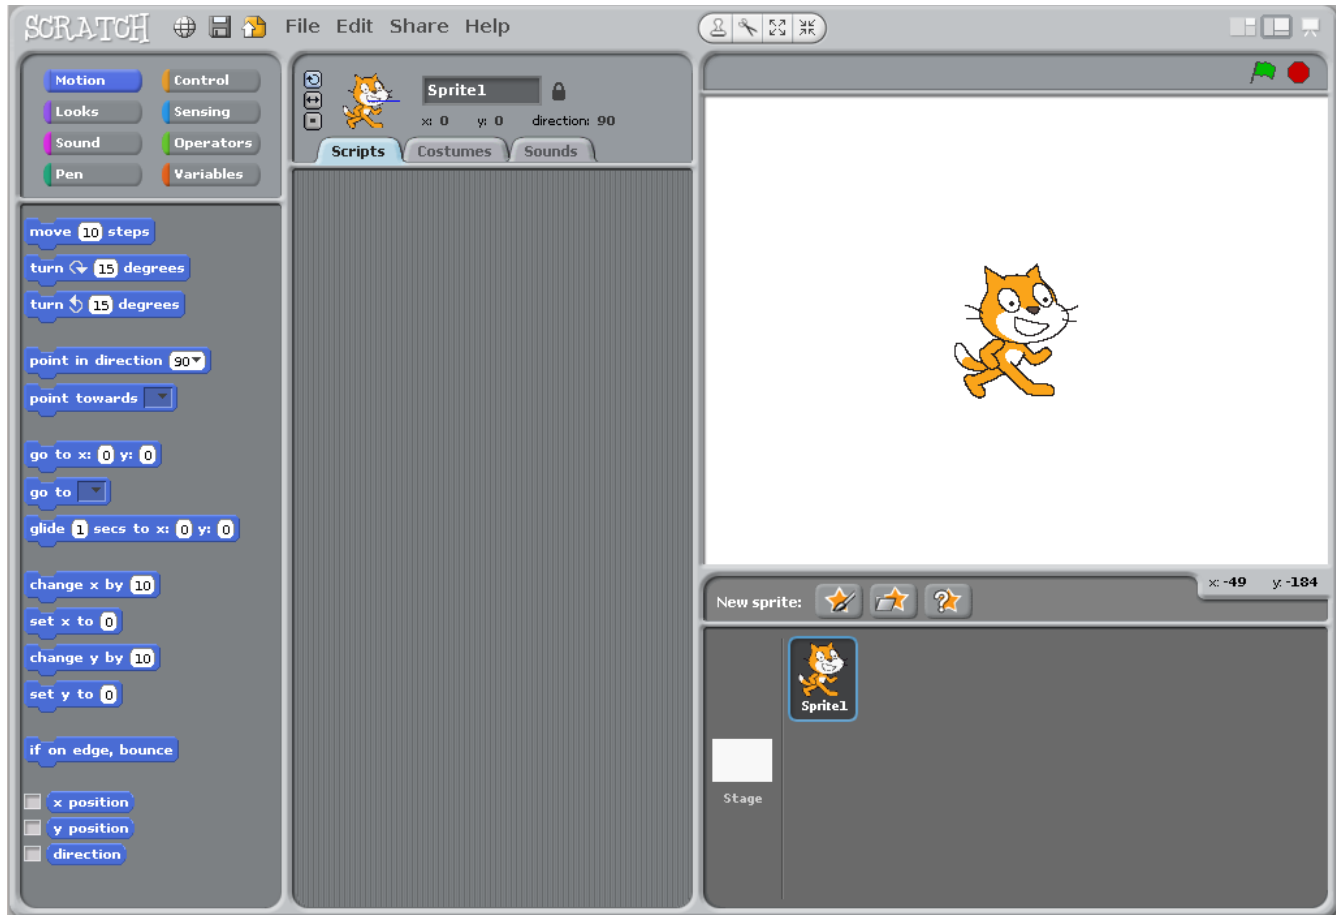 SCRATCH File Edit Share Help
Motion Control
Looks Sensing
Sound Operators
Pen Variables
move 10 steps
turn 15 degrees
turn 15 degrees
point in direction 90
point towards
go to x: 0 y: 0
go to
glide 1 secs to x: 0 y: 0
change x by 10
set x to 0
change y by 10
set y to 0
if on edge, bounce
x position
y position
direction
Sprite1
x: 0 y: 0 direction: 90
Scripts Costumes Sounds
x: -49 y: -184
New sprite:
Sprite1
Stage